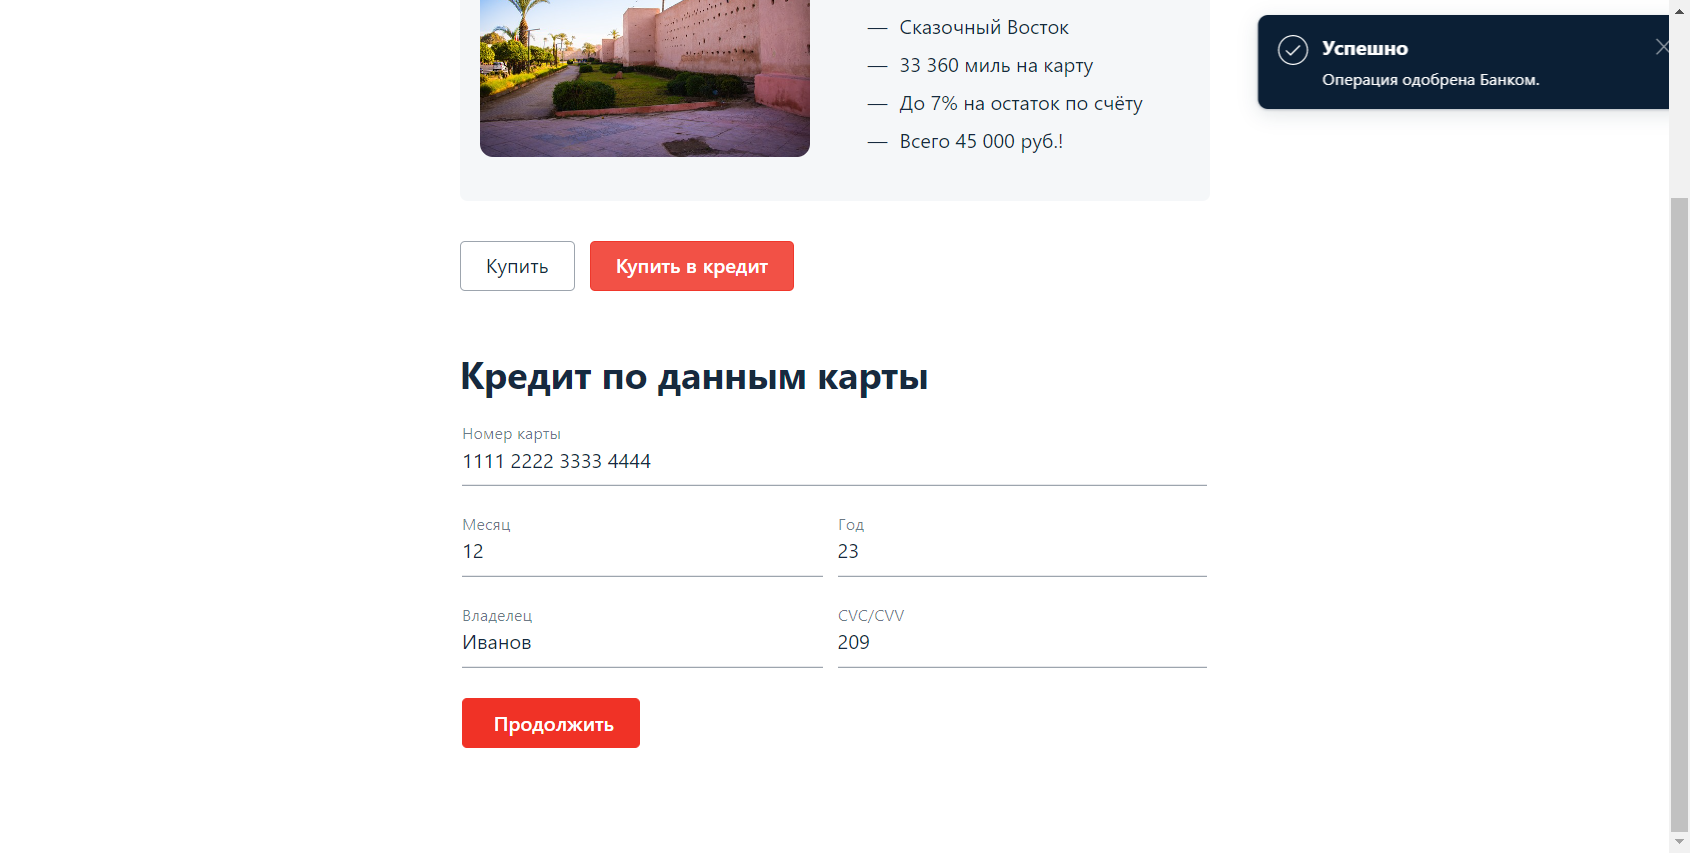 — Сказочный Восток
— 33 360 миль на карту
— До 7% на остаток по счёту
— Всего 45 000 руб.!
Успешно
Операция одобрена Банком.
Купить
Купить в кредит
Кредит по данным карты
Номер карты
1111 2222 3333 4444
Месяц
12
Год
23
Владелец
Иванов
CVC/CVV
209
Продолжить